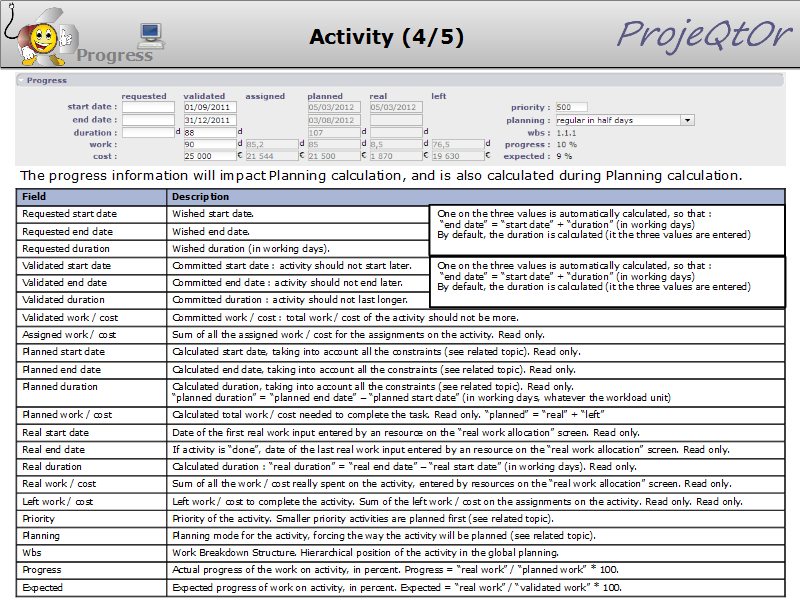 Progress
Activity (4/5)
ProjeQtOr
Progress
requested validated assigned planned real left
start date : 01/09/2011 05/03/2012 05/03/2012 priority : 500
end date : 31/12/2011 03/08/2012 planning : regular in half days
duration : d 88 d 107 d d wbs : 1.1.1
work : 90 d 85,2 d 85 d 8,5 d 76,5 d progress : 10 %
cost : 25 000 € 21 544 € 21 500 € 1 870 € 19 630 € expected : 9 %
The progress information will impact Planning calculation, and is also calculated during Planning calculation.
Field Description
Requested start date Wished start date.
Requested end date Wished end date.
Requested duration Wished duration (in working days).
One on the three values is automatically calculated, so that :
“end date” = “start date” + “duration” (in working days)
By default, the duration is calculated (it the three values are entered)
Validated start date Committed start date : activity should not start later.
Validated end date Committed end date : activity should not end later.
Validated duration Committed duration : activity should not last longer.
One on the three values is automatically calculated, so that :
“end date” = “start date” + “duration” (in working days)
By default, the duration is calculated (it the three values are entered)
Validated work / cost Committed work / cost : total work / cost of the activity should not be more.
Assigned work / cost Sum of all the assigned work / cost for the assignments on the activity. Read only.
Planned start date Calculated start date, taking into account all the constraints (see related topic). Read only.
Planned end date Calculated end date, taking into account all the constraints (see related topic). Read only.
Planned duration Calculated duration, taking into account all the constraints (see related topic). Read only.
“planned duration” = “planned end date” – “planned start date” (in working days, whatever the workload unit)
Planned work / cost Calculated total work / cost needed to complete the task. Read only. “planned” = “real” + “left”
Real start date Date of the first real work input entered by an resource on the “real work allocation” screen. Read only.
Real end date If activity is “done”, date of the last real work input entered by an resource on the “real work allocation” screen. Read only.
Real duration Calculated duration : “real duration” = “real end date” – “real start date” (in working days). Read only.
Real work / cost Sum of all the work / cost really spent on the activity, entered by resources on the “real work allocation” screen. Read only.
Left work / cost Left work / cost to complete the activity. Sum of the left work / cost on the assignments on the activity. Read only. Read only.
Priority Priority of the activity. Smaller priority activities are planned first (see related topic).
Planning Planning mode for the activity, forcing the way the activity will be planned (see related topic).
Wbs Work Breakdown Structure. Hierarchical position of the activity in the global planning.
Progress Actual progress of the work on activity, in percent. Progress = “real work” / “planned work” * 100.
Expected Expected progress of work on activity, in percent. Expected = “real work” / “validated work” * 100.